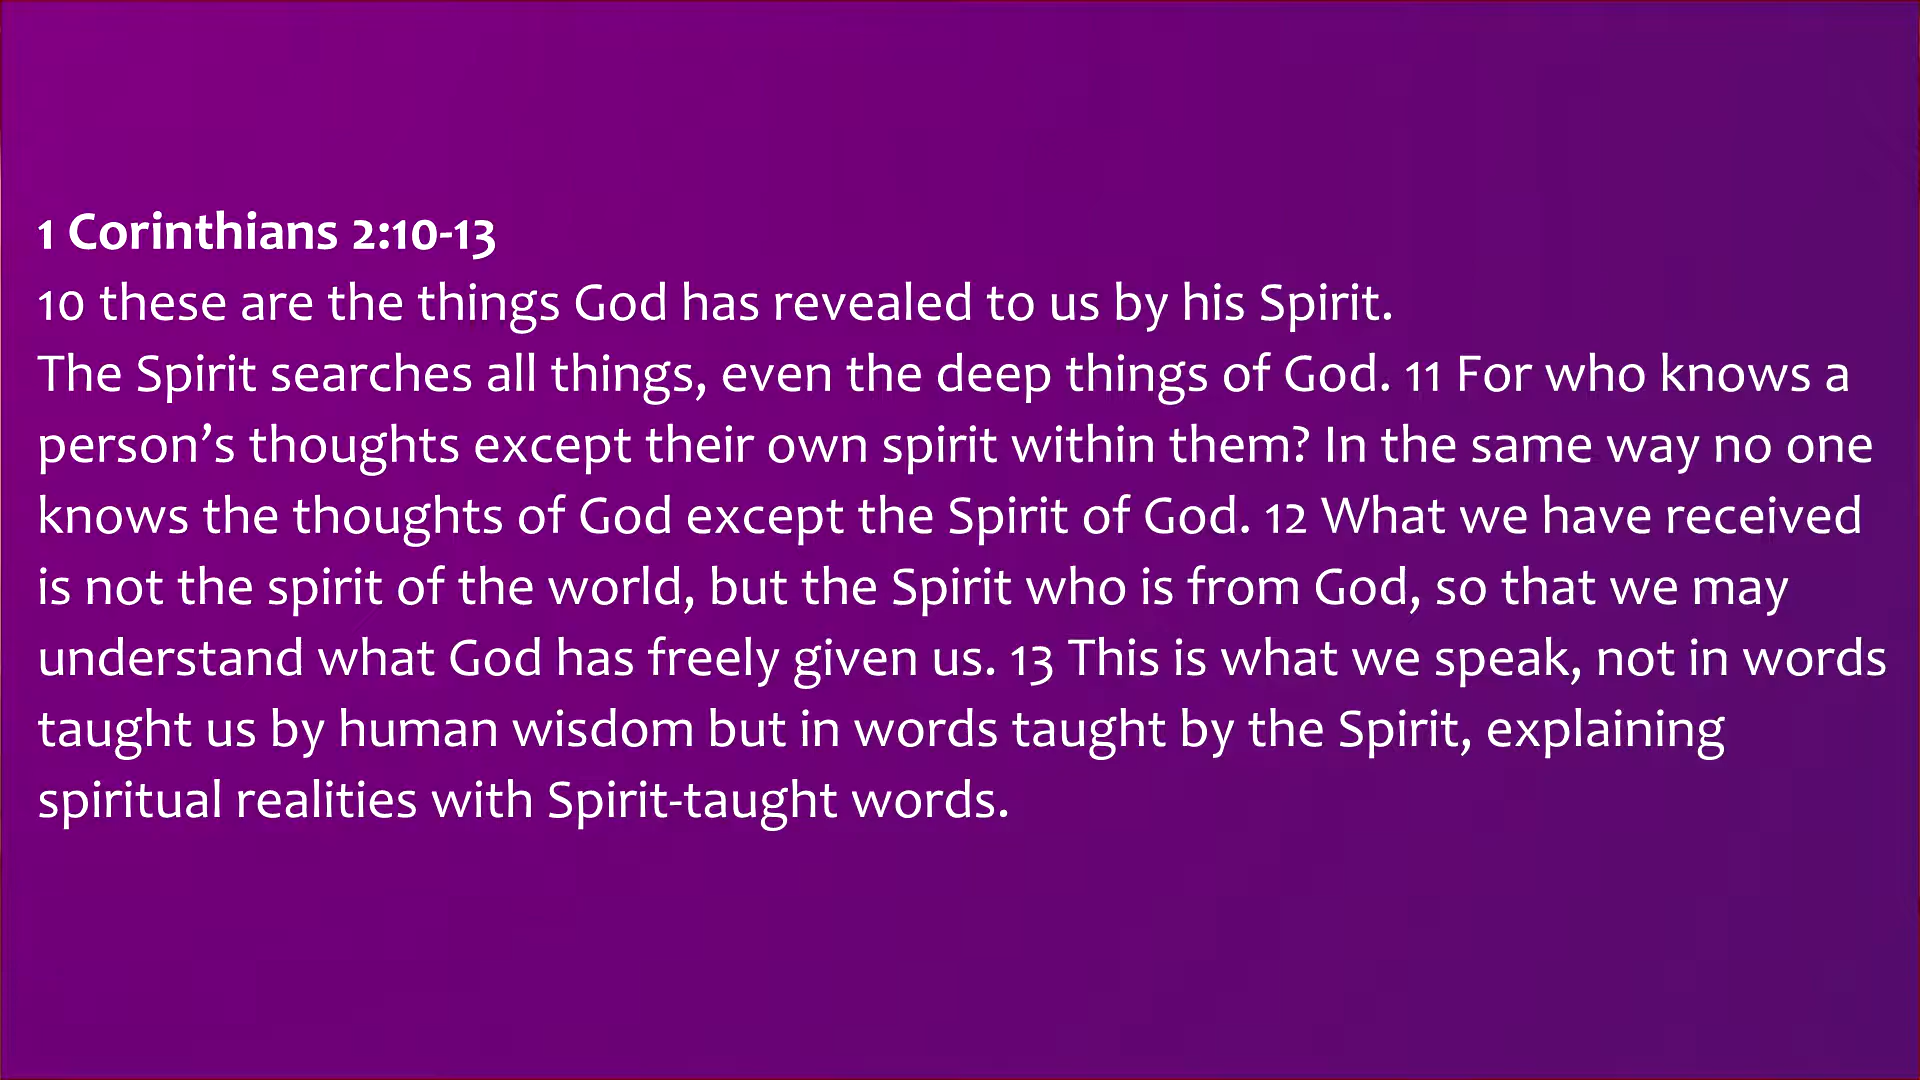 1 Corinthians 2:10-13
10 these are the things God has revealed to us by his Spirit.
The Spirit searches all things, even the deep things of God. 11 For who knows a
person’s thoughts except their own spirit within them? In the same way no one
knows the thoughts of God except the Spirit of God. 12 What we have received
is not the spirit of the world, but the Spirit who is from God, so that we may
understand what God has freely given us. 13 This is what we speak, not in words
taught us by human wisdom but in words taught by the Spirit, explaining
spiritual realities with Spirit-taught words.